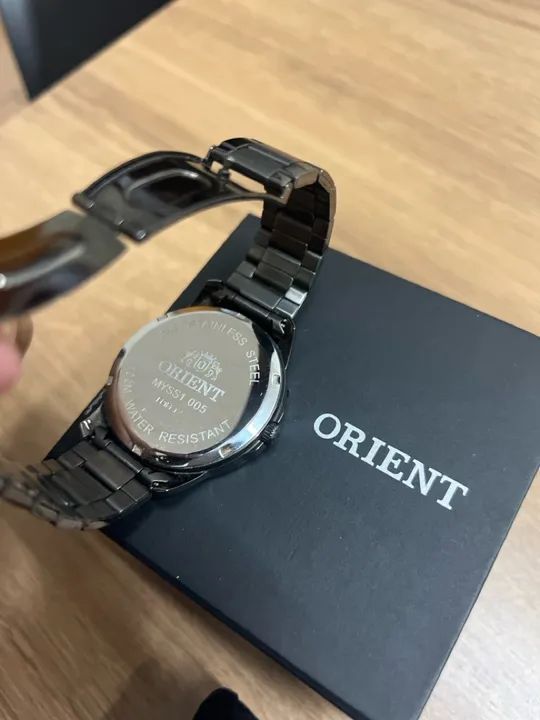 STAINLESS STEEL
ORIENT
MYSS1 005
WATER RESISTANT
ORIENT